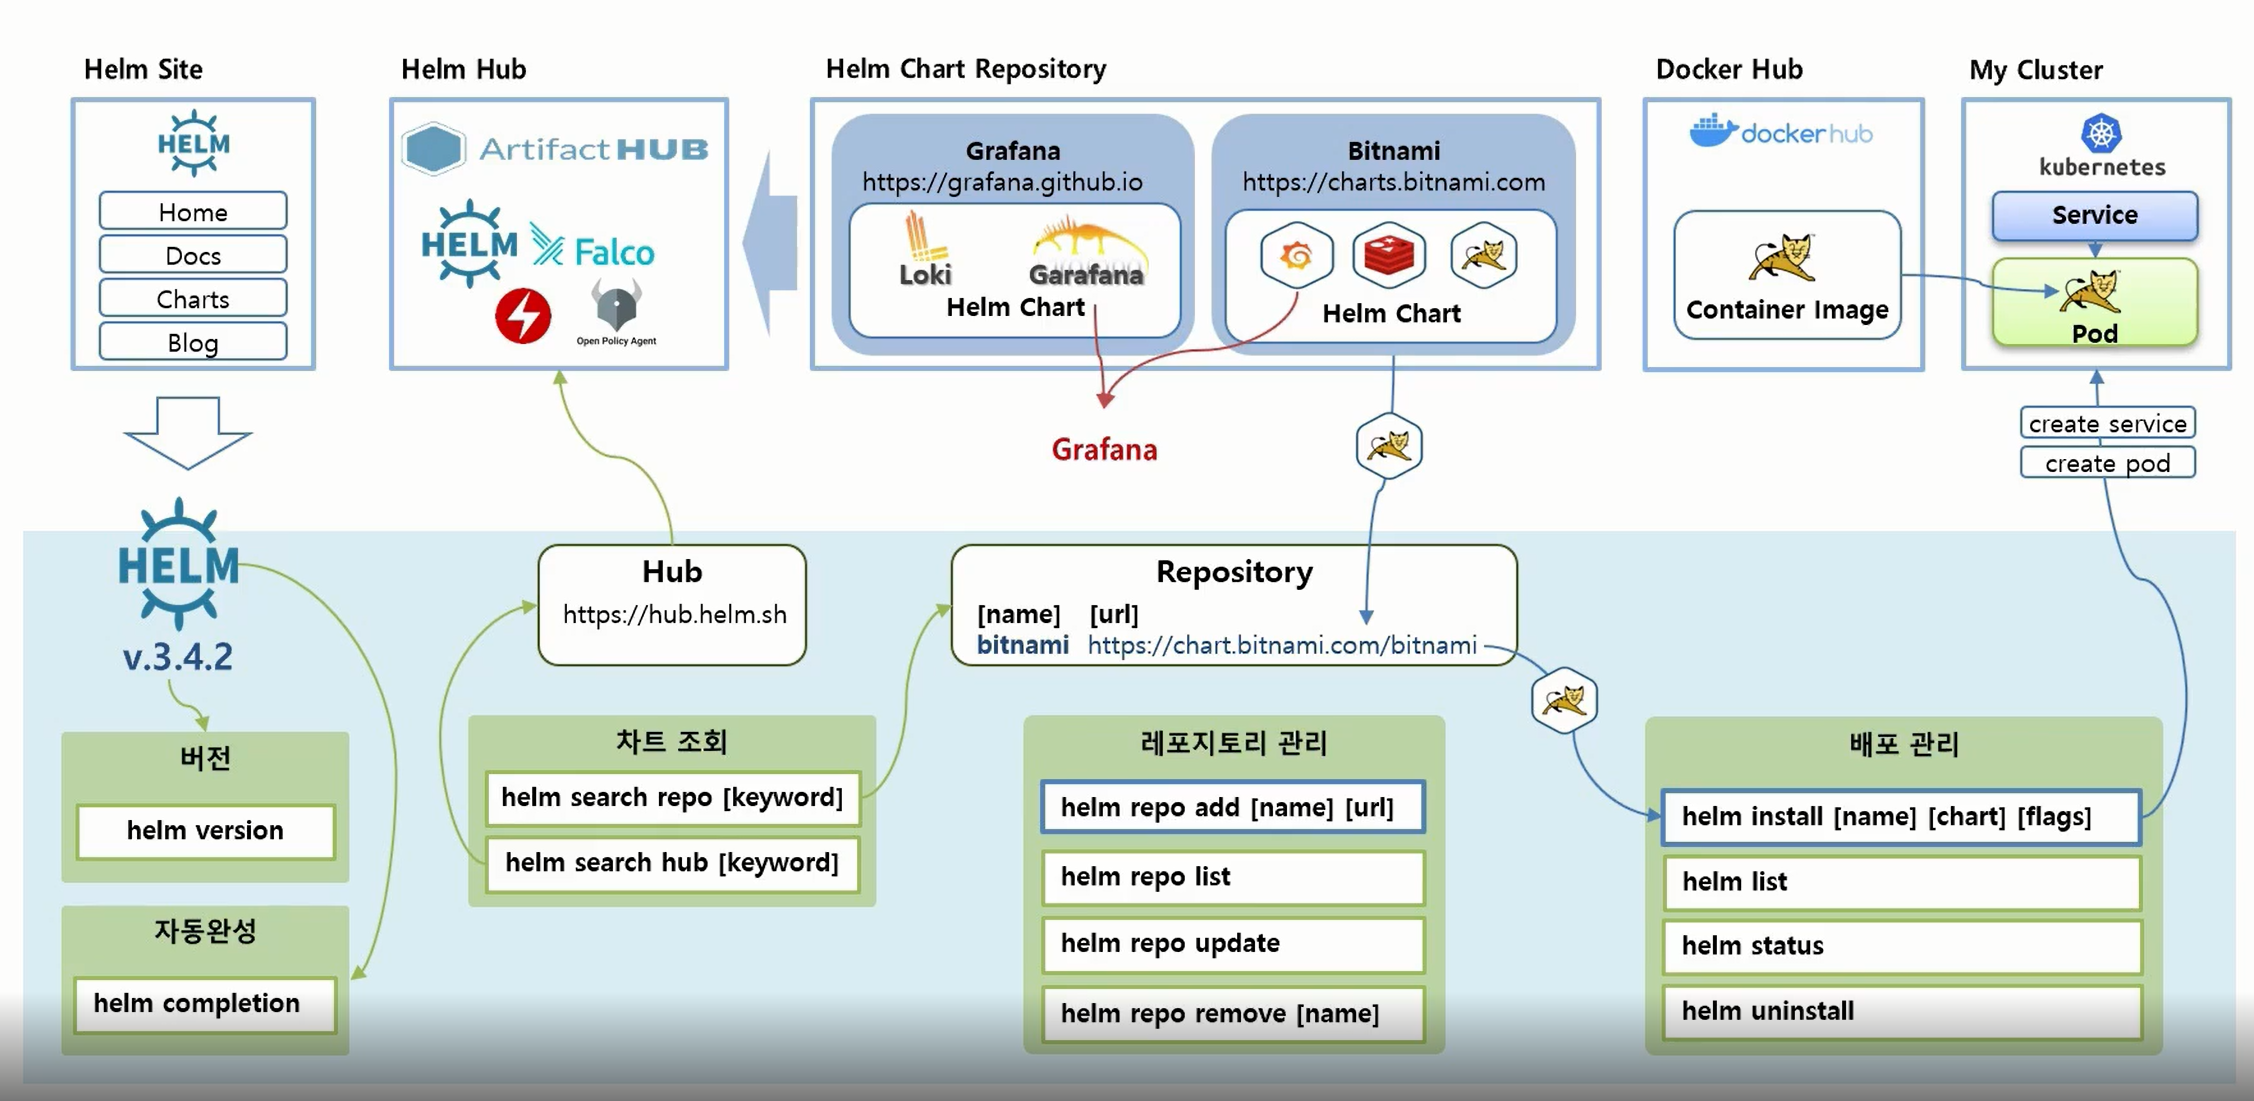 Helm Site
HELM
Home
Docs
Charts
Blog
Helm Hub
Artifact HUB
HELM
Falco
Open Policy Agent
Helm Chart Repository
Grafana
https://grafana.github.io
Loki
Garafana
Helm Chart
Bitnami
https://charts.bitnami.com
Helm Chart
Grafana
Docker Hub
dockerhub
Container Image
My Cluster
kubernetes
Service
Pod
create service
create pod
HELM
v.3.4.2
Hub
https://hub.helm.sh
Repository
[name] [url]
bitnami https://chart.bitnami.com/bitnami
버전
helm version
자동완성
helm completion
차트 조회
helm search repo [keyword]
helm search hub [keyword]
레포지토리 관리
helm repo add [name] [url]
helm repo list
helm repo update
helm repo remove [name]
배포 관리
helm install [name] [chart] [flags]
helm list
helm status
helm uninstall